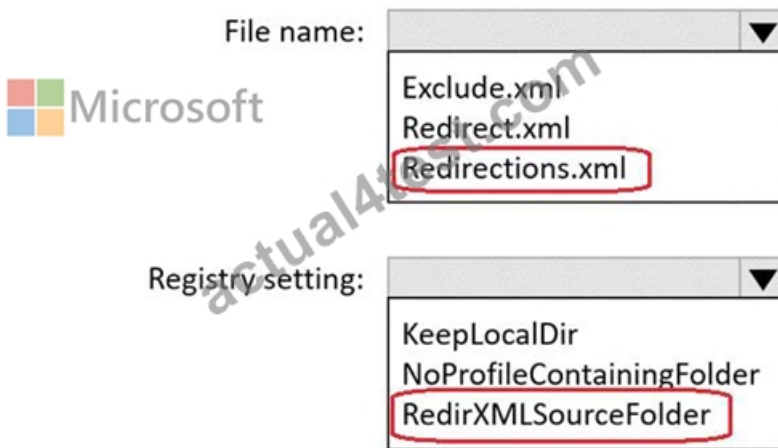 File name:
Microsoft
Exclude.xml
Redirect.xml
Redirections.xml
actual4test.com
Registry setting:
KeepLocalDir
NoProfileContainingFolder
RedirXMLSourceFolder